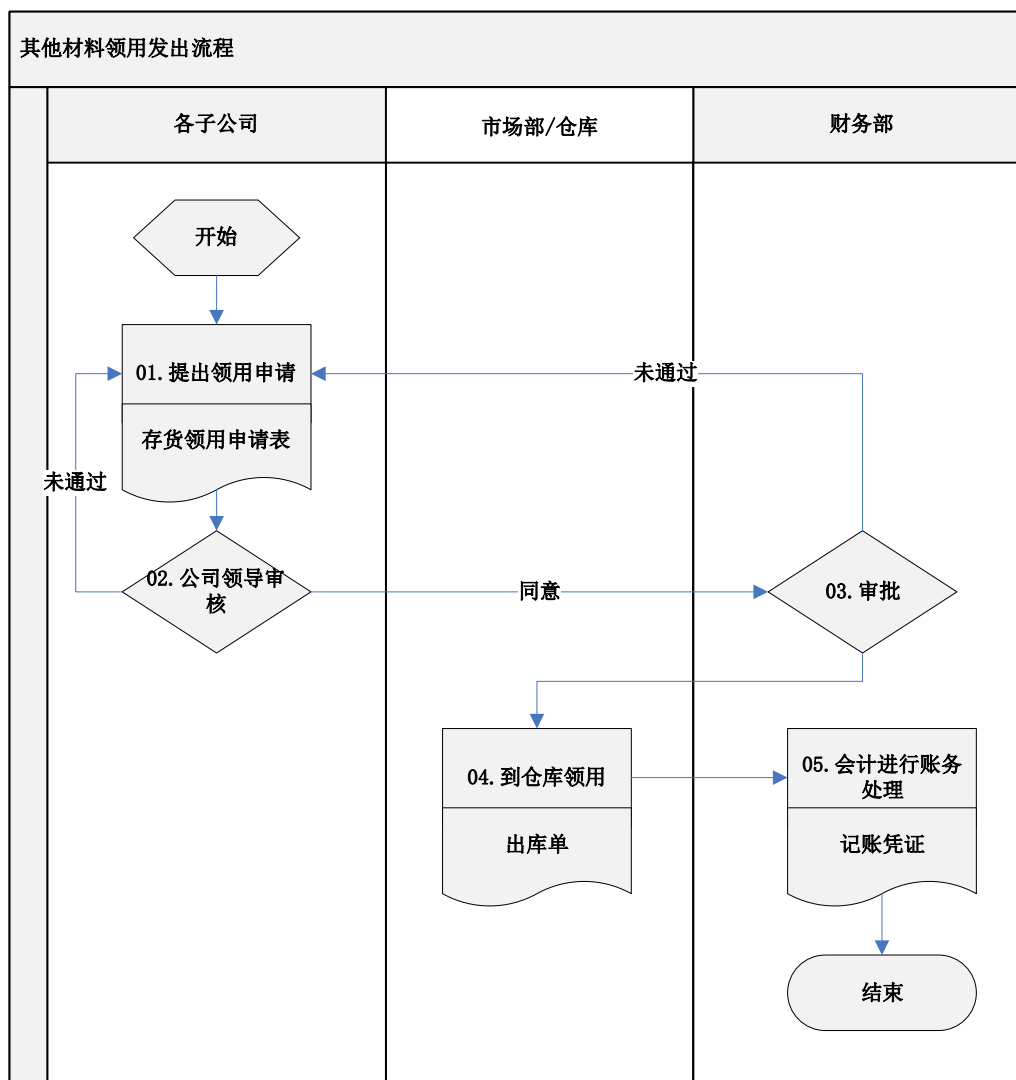 其他材料领用发出流程
各子公司
市场部/仓库
财务部
开始
01.提出领用申请
未通过
存货领用申请表
未通过
02.公司领导审
核
同意
03.审批
04.到仓库领用
05.会计进行账务
处理
出库单
记账凭证
结束